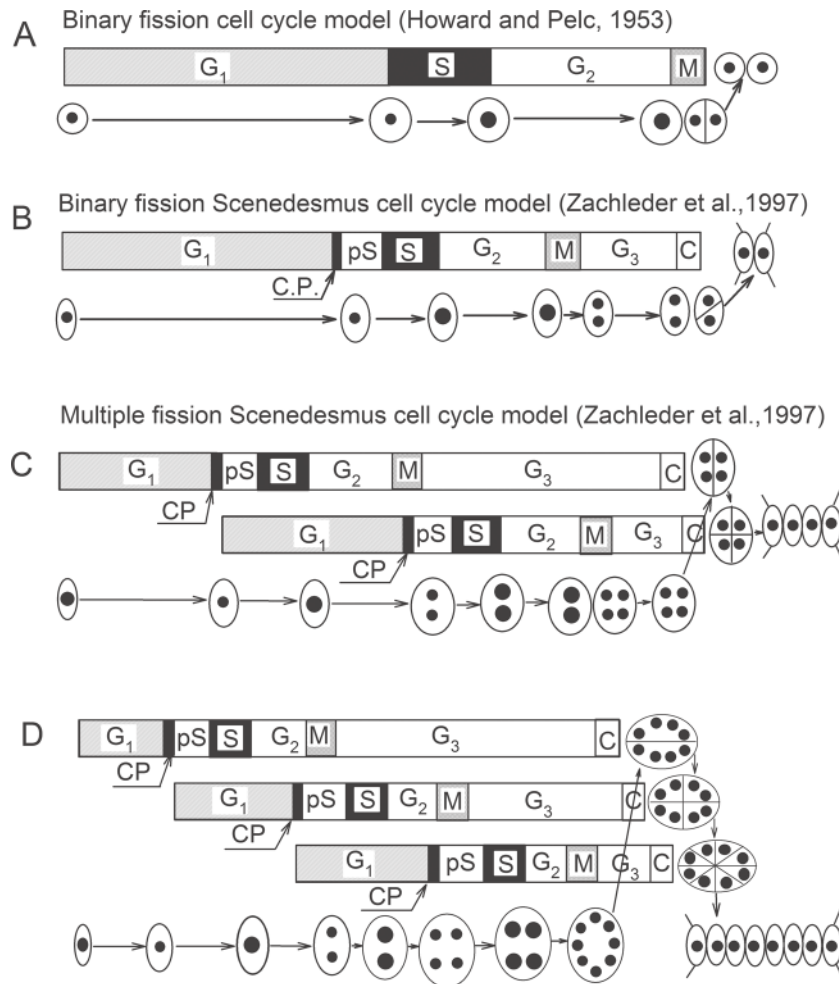 A
Binary fission cell cycle model (Howard and Pelc, 1953)
G1 S G2 M
B
Binary fission Scenedesmus cell cycle model (Zachleder et al.,1997)
G1 pS S G2 M G3 C
C.P.
Multiple fission Scenedesmus cell cycle model (Zachleder et al.,1997)
C
G1 pS S G2 M G3 C
CP
G1 pS S G2 M G3 C
CP
D
G1 pS S G2 M G3 C
CP
G1 pS S G2 M G3 C
CP
G1 pS S G2 M G3 C
CP